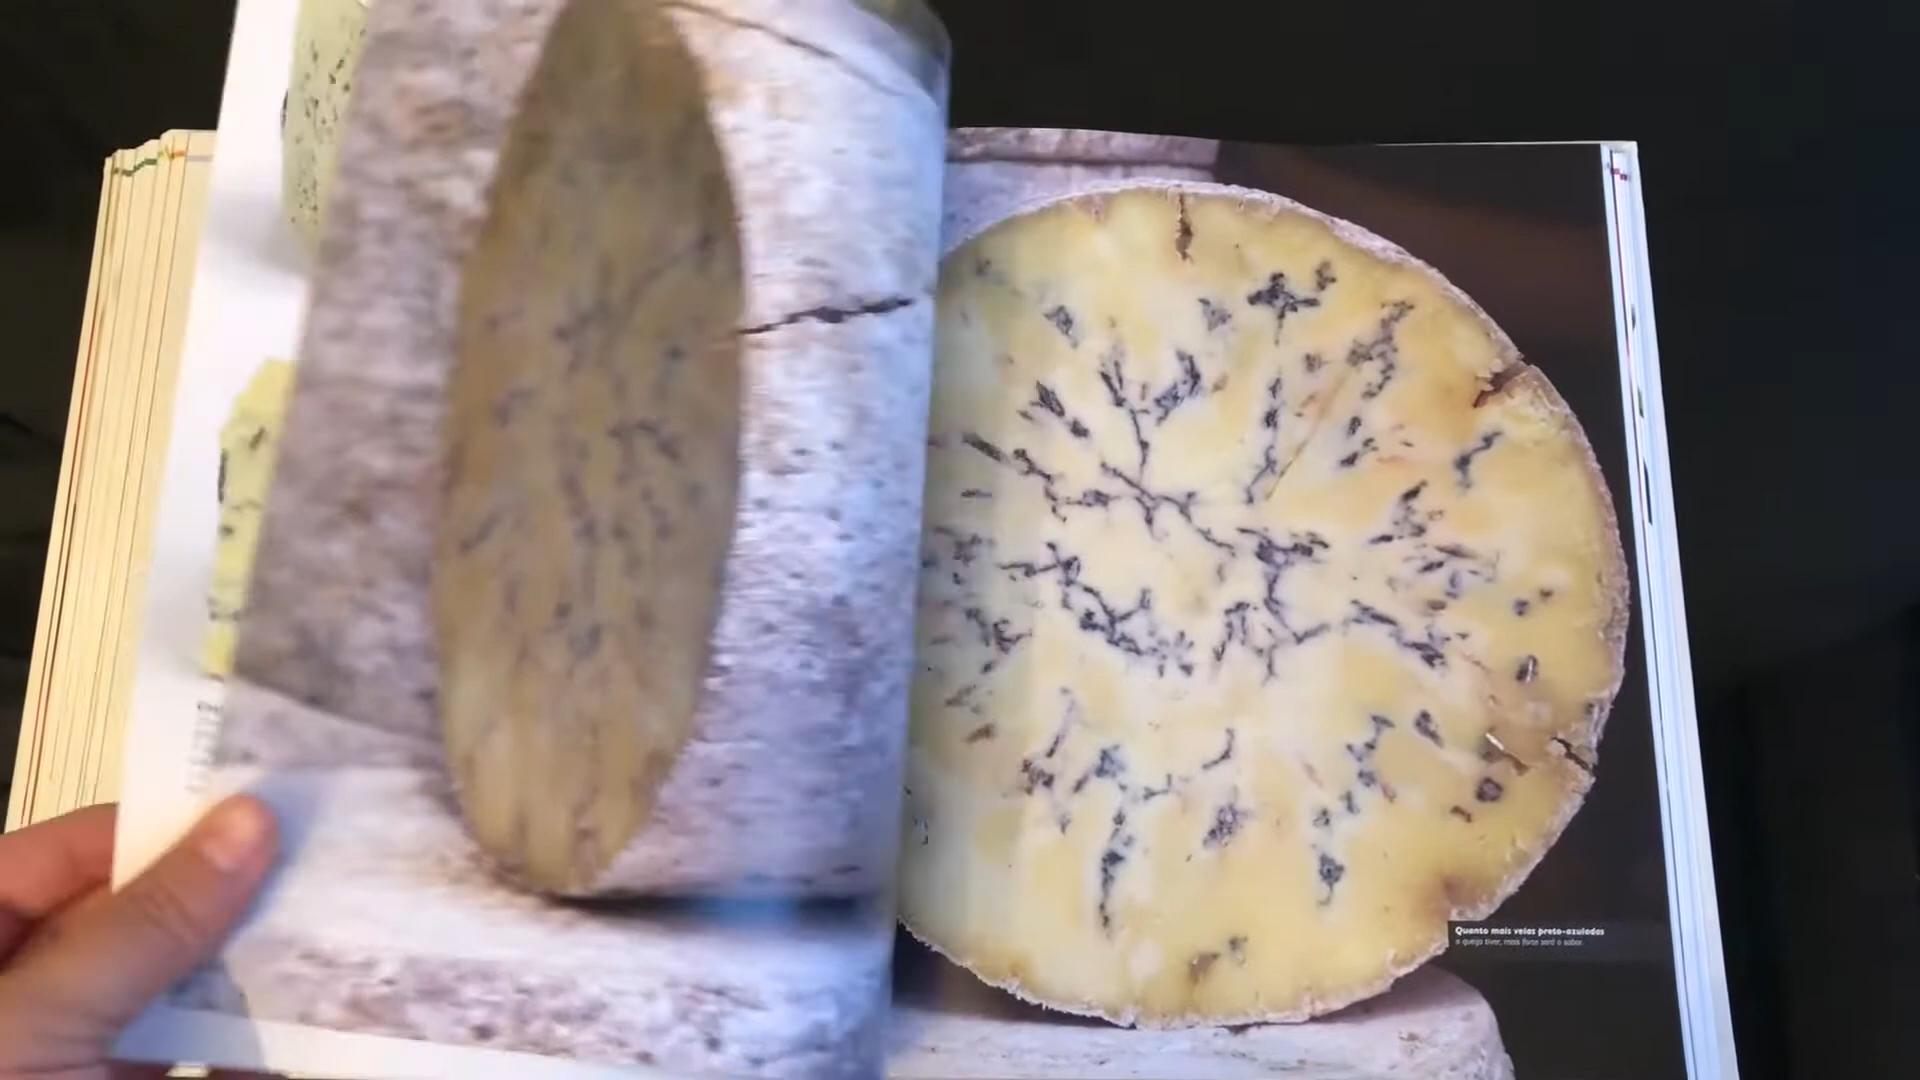 Quanto mais veias preto-azuladas
o queijo tiver, mais forte será o sabor.